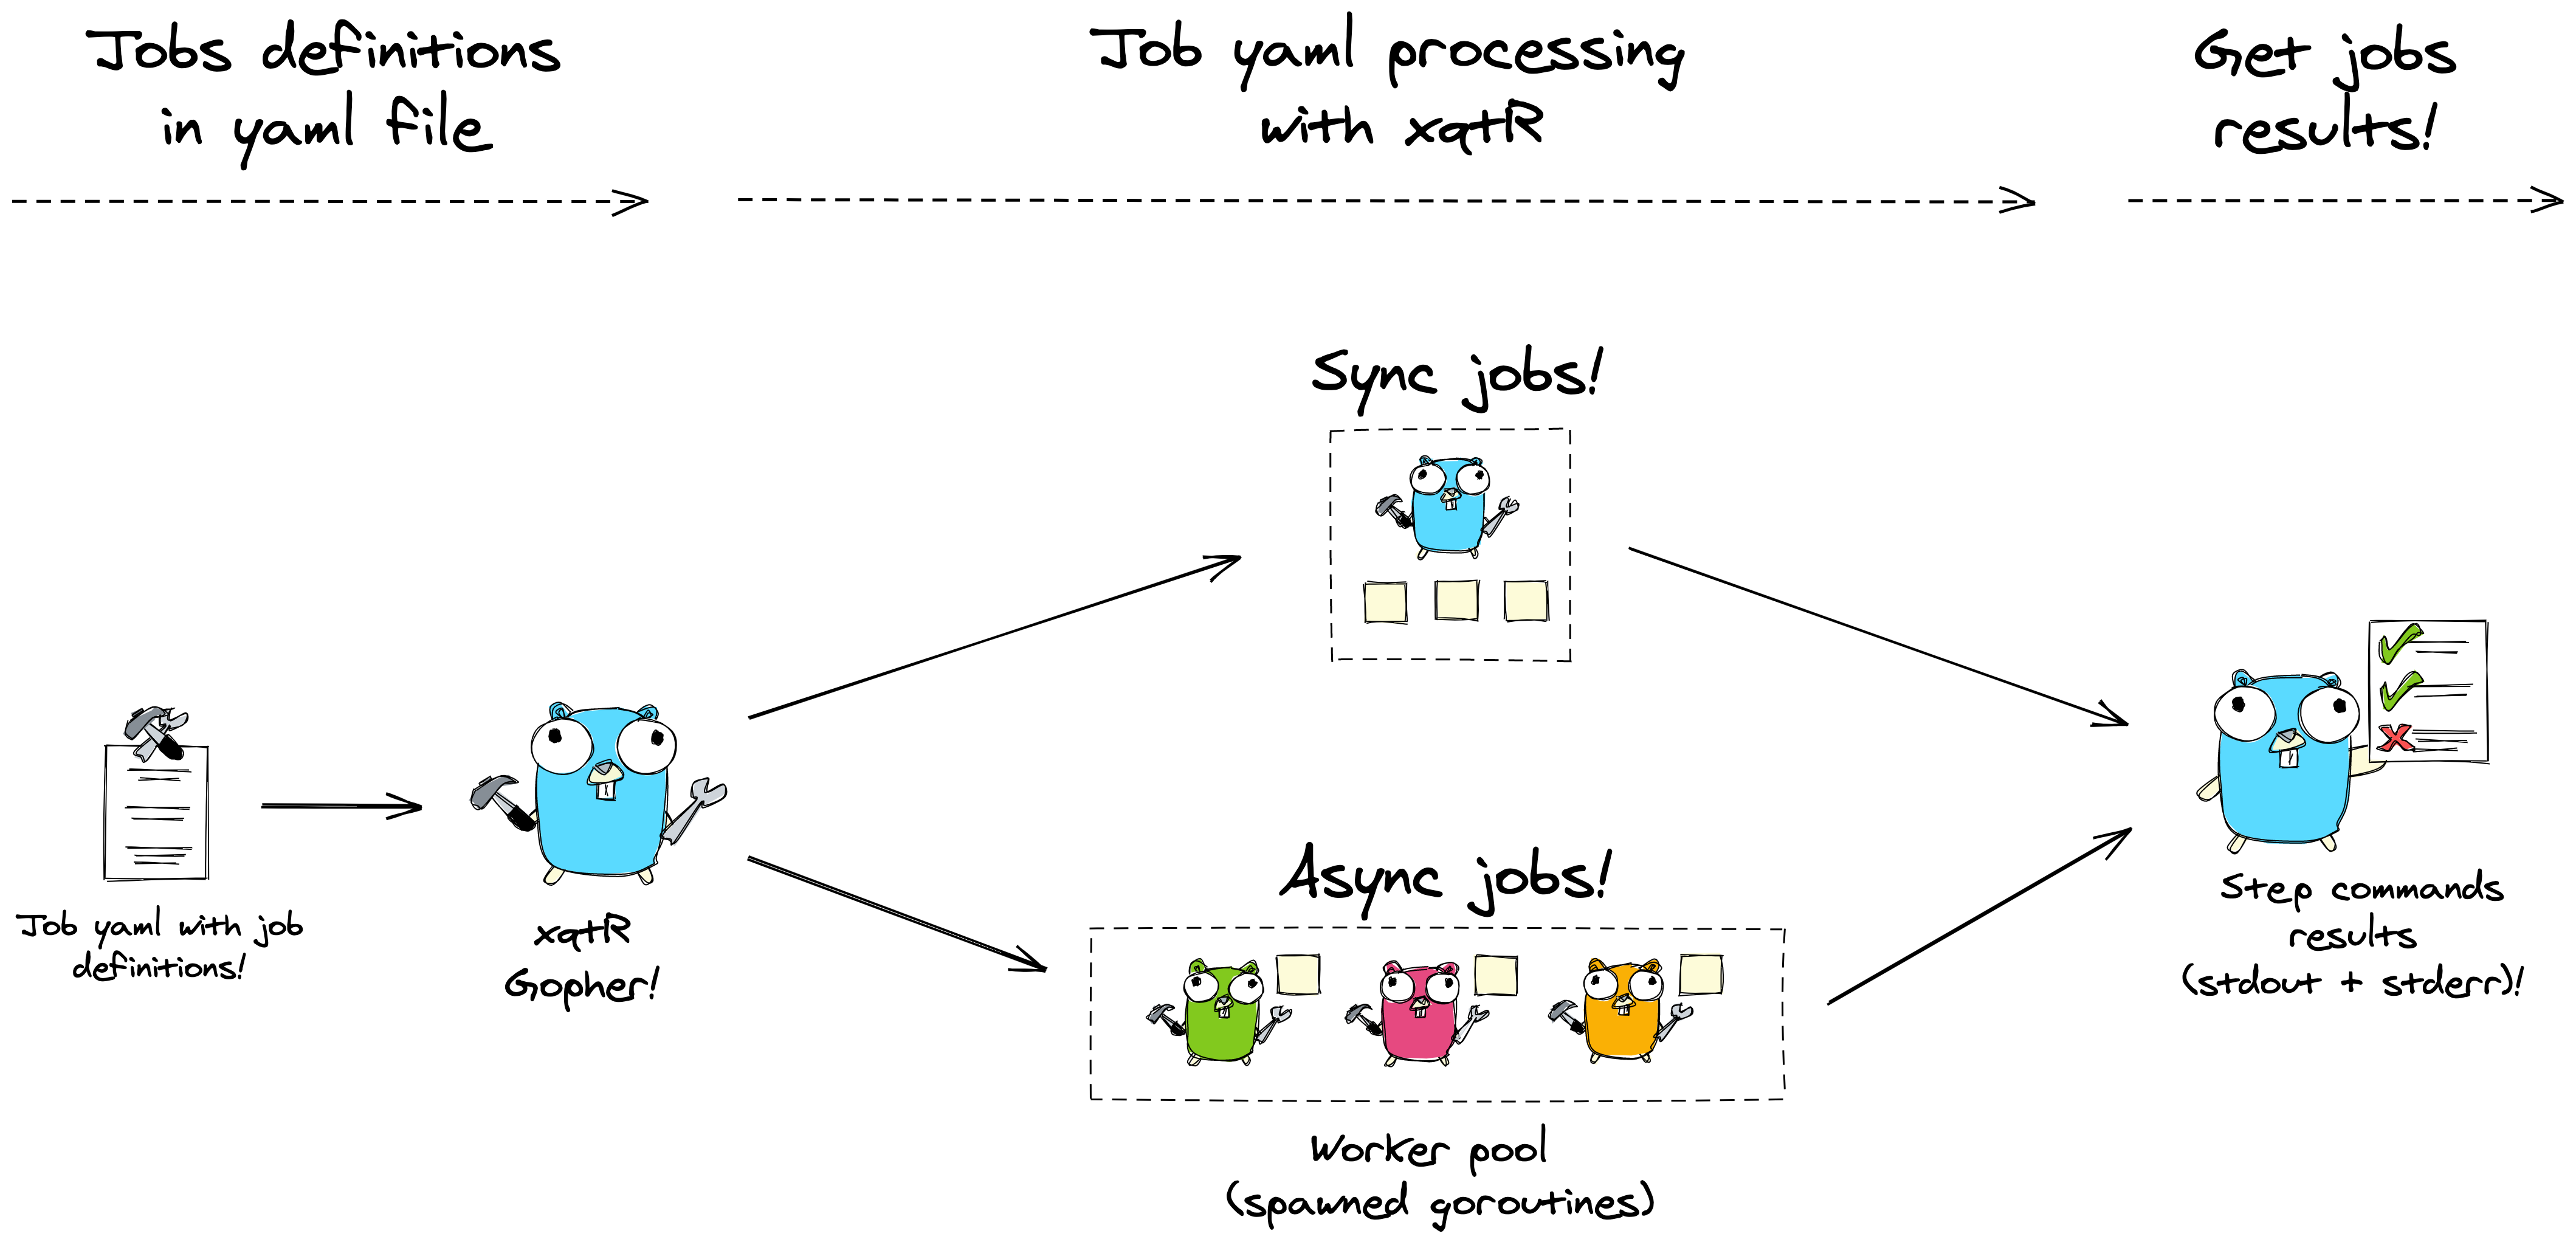 Jobs definitions
in yaml file
Job yaml processing
with xqtR
Get jobs
results!
Sync jobs!
Job yaml with job
definitions!
xqtR
Gopher!
Async jobs!
Worker pool
(spawned goroutines)
Step commands
results
(stdout + stderr)!